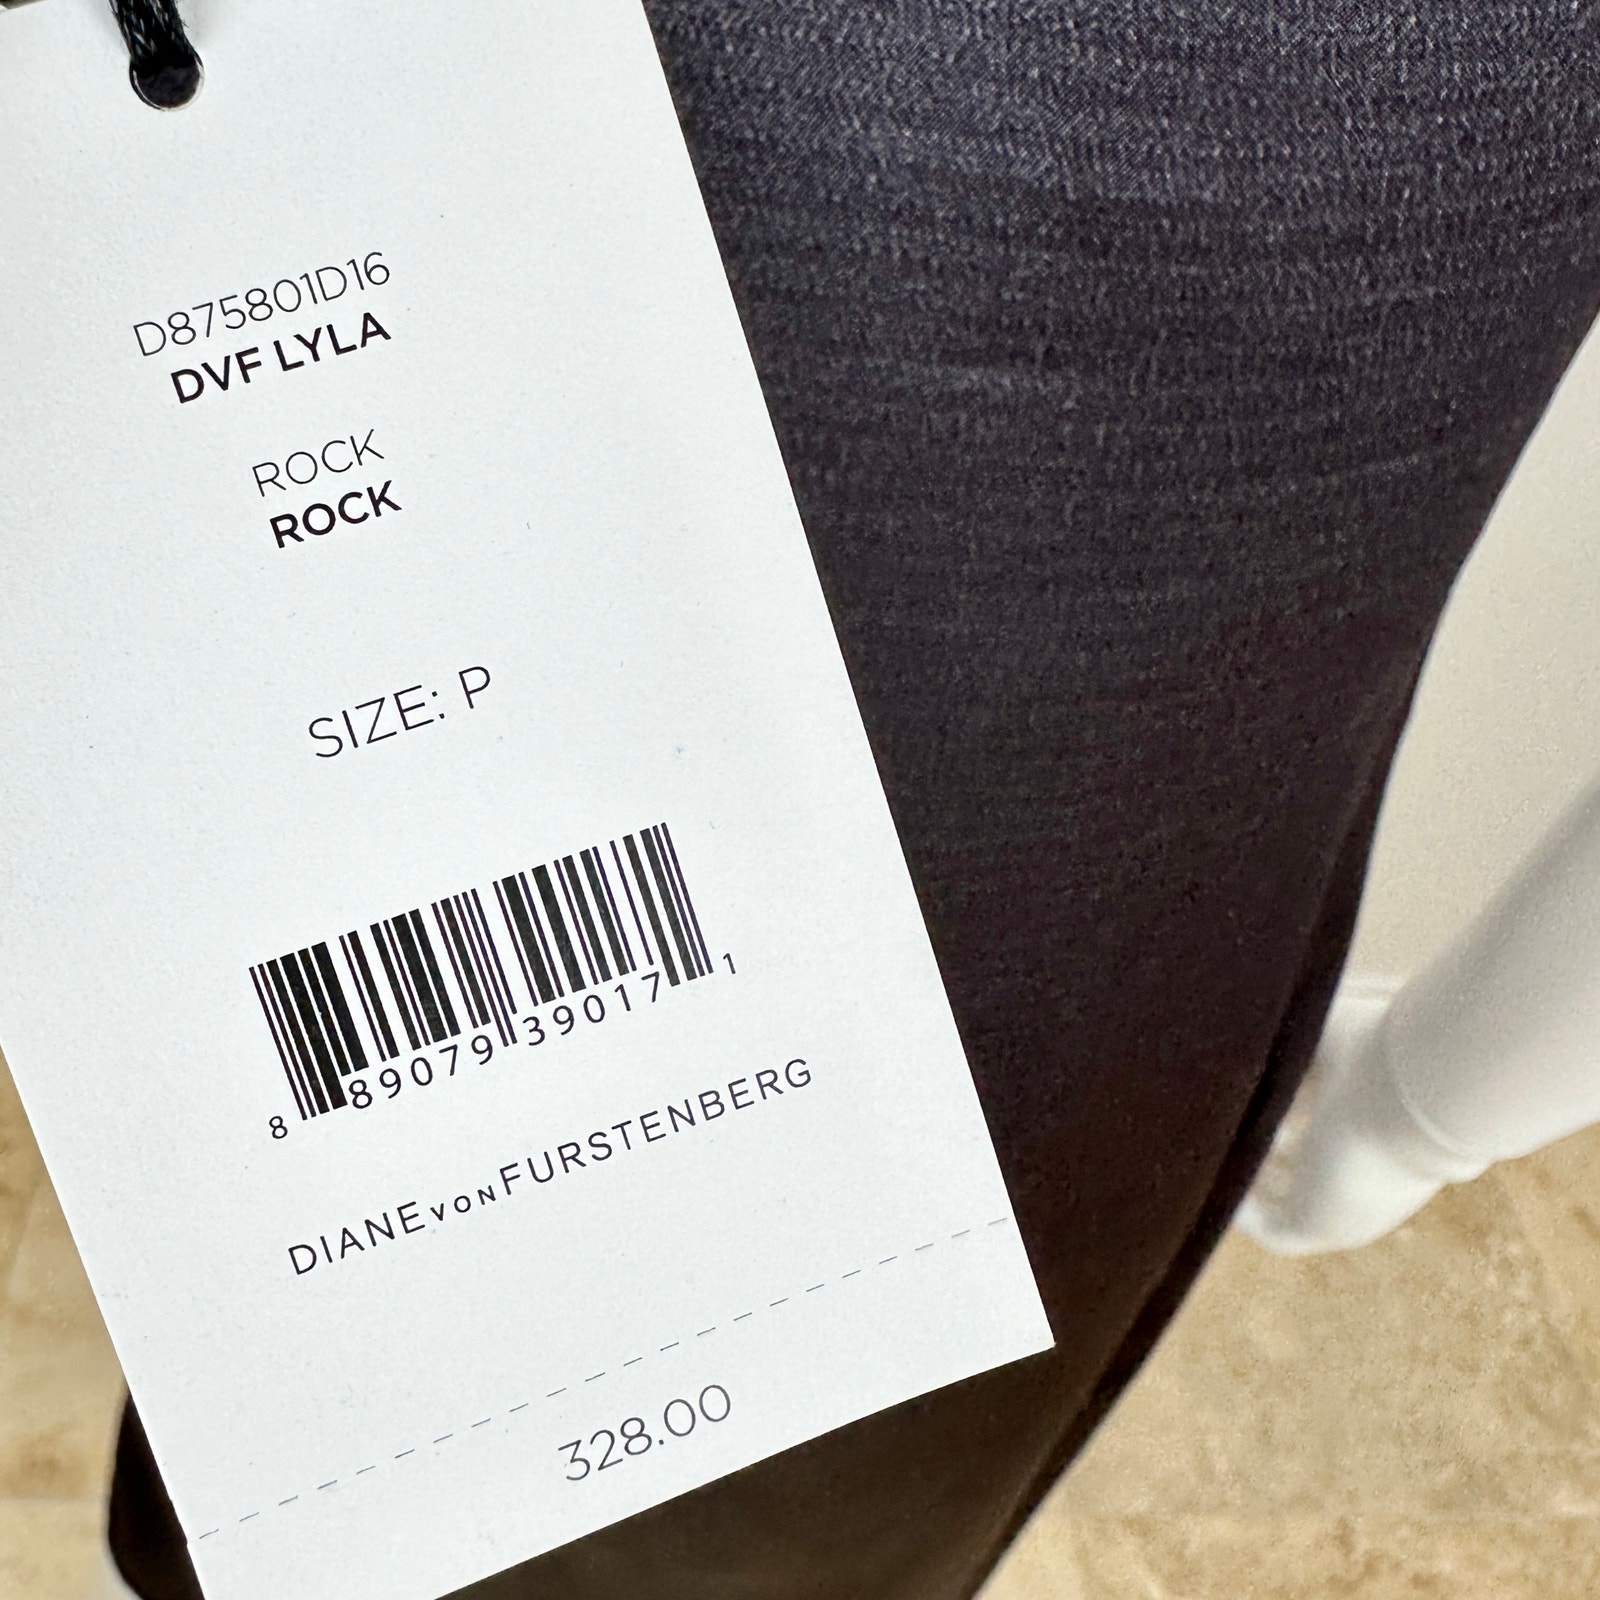 D875801D16
DVF LYLA
ROCK
ROCK
SIZE: P
8 89079 39017 1
DIANE VON FURSTENBERG
328.00